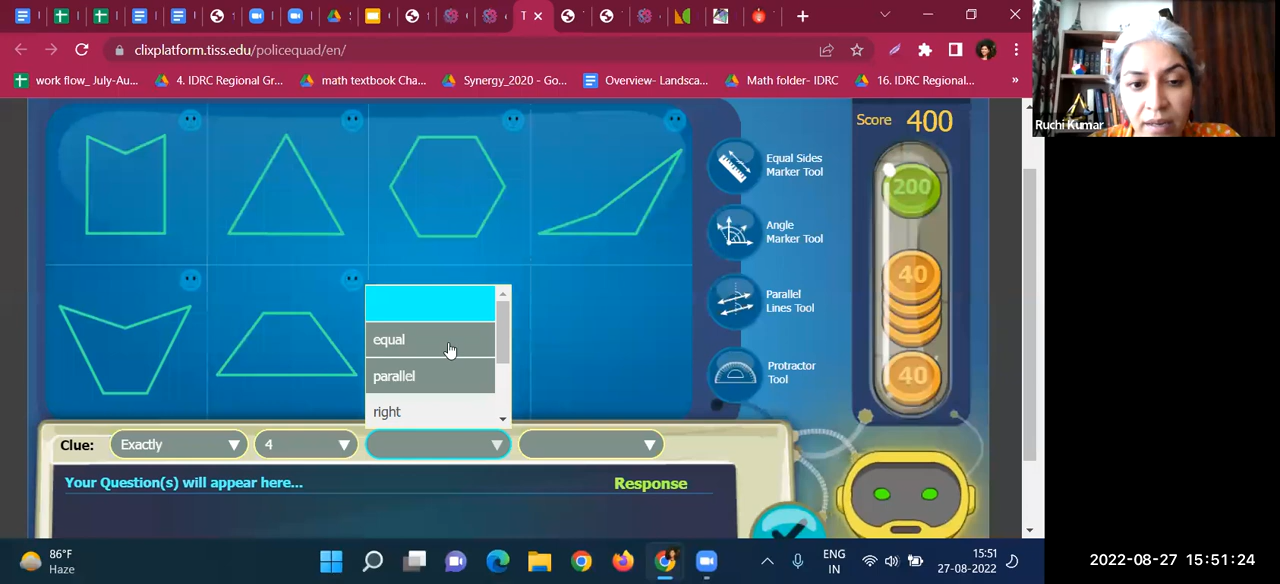 T
clixplatform.tiss.edu/policequad/en/
work flow_ July-Au...
4. IDRC Regional Gr...
math textbook Cha...
Synergy_2020 - Go...
Overview- Landsca...
Math folder- IDRC
16. IDRC Regional...
»
Ruchi Kumar
Score 400
Equal Sides
Marker Tool
200
Angle
Marker Tool
Parallel
Lines Tool
40
Protractor
Tool
40
equal
parallel
right
Clue: Exactly 4
Your Question(s) will appear here... Response
86°F
Haze
ENG
IN
15:51
27-08-2022
2022-08-27 15:51:24